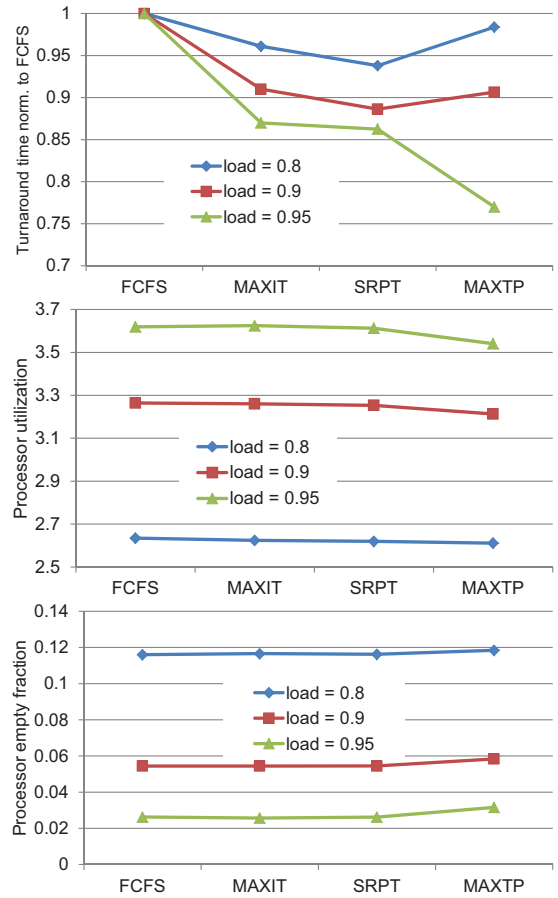 Turnaround time norm. to FCFS
1
0.95
0.9
0.85
0.8
0.75
0.7
load = 0.8
load = 0.9
load = 0.95
FCFS MAXIT SRPT MAXTP
Processor utilization
3.7
3.5
3.3
3.1
2.9
2.7
2.5
load = 0.8
load = 0.9
load = 0.95
FCFS MAXIT SRPT MAXTP
Processor empty fraction
0.14
0.12
0.1
0.08
0.06
0.04
0.02
0
load = 0.8
load = 0.9
load = 0.95
FCFS MAXIT SRPT MAXTP